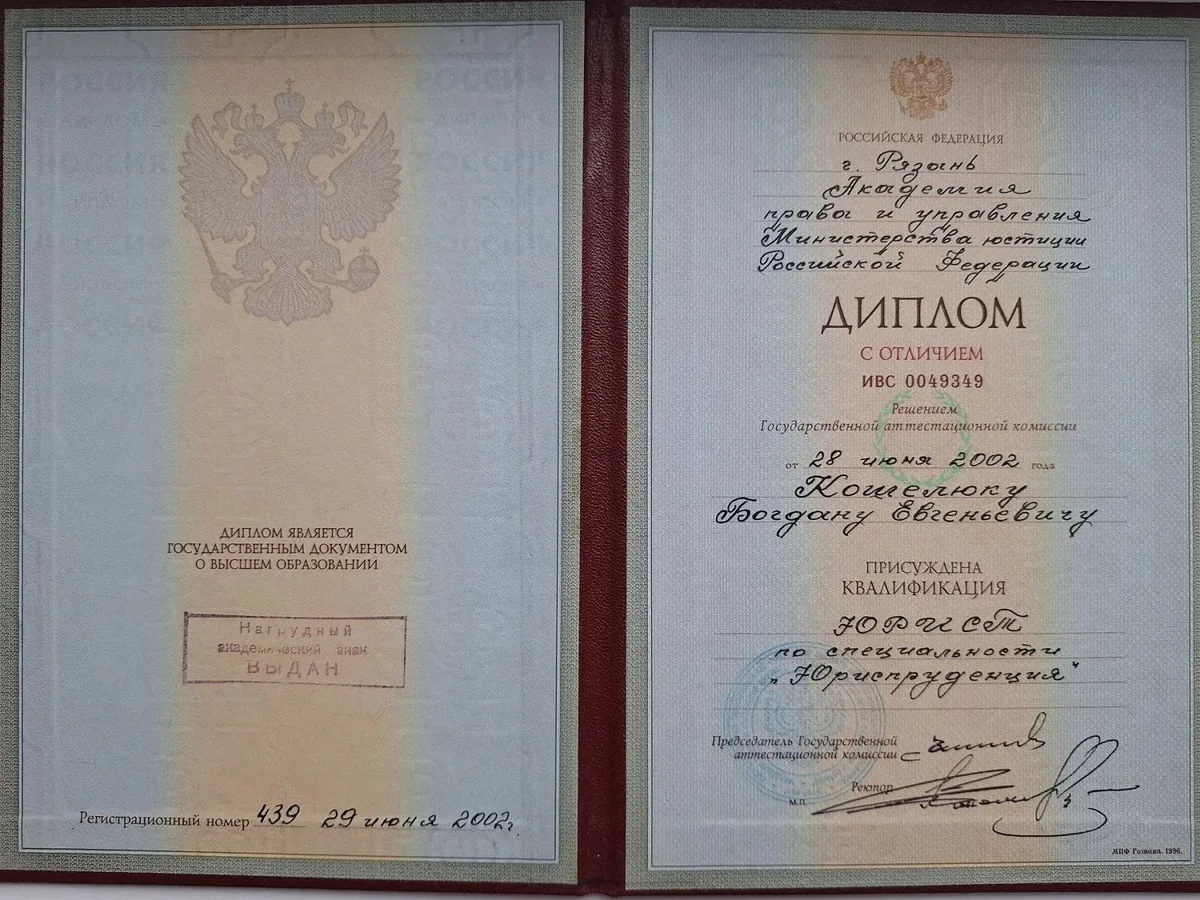 ДИПЛОМ ЯВЛЯЕТСЯ
ГОСУДАРСТВЕННЫМ ДОКУМЕНТОМ
О ВЫСШЕМ ОБРАЗОВАНИИ
Нагрудный
академический знак
ВЫДАН
Регистрационный номер 439 29 июня 2002г.
РОССИЙСКАЯ ФЕДЕРАЦИЯ
г. Рязань
Академия
права и управления
Министерства юстиции
Российской Федерации
ДИПЛОМ
С ОТЛИЧИЕМ
ИВС 0049349
Решением
Государственной аттестационной комиссии
от 28 июня 2002 года
Кошелюку
Богдану Евгеньевичу
ПРИСУЖДЕНА
КВАЛИФИКАЦИЯ
ЮРИСТ
по специальности
„Юриспруденция"
Председатель Государственной
аттестационной комиссии
Ректор
М.П.
МПФ Гознака. 1996.